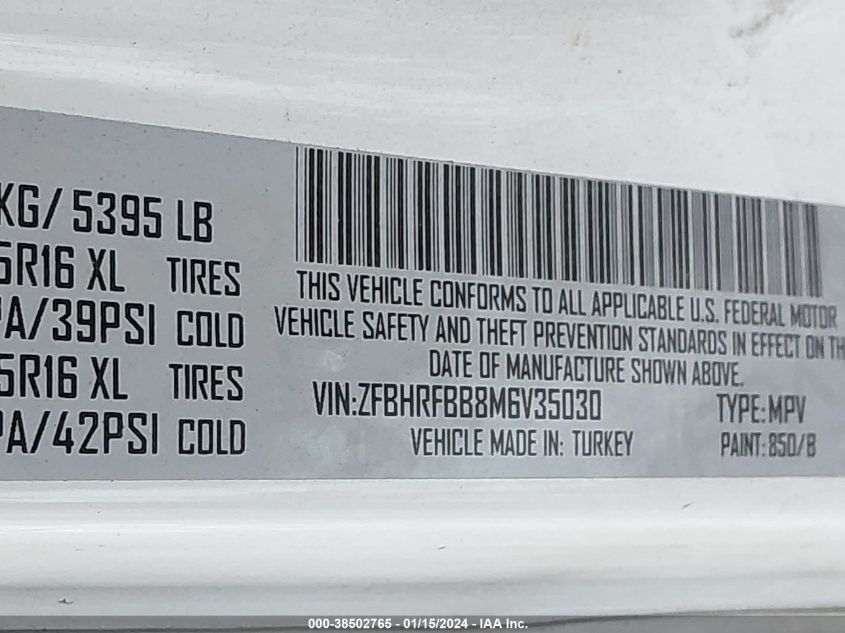 KG/ 5395 LB
5R16 XL TIRES
PA/39PSI COLD
5R16 XL TIRES
PA/42PSI COLD
THIS VEHICLE CONFORMS TO ALL APPLICABLE U.S. FEDERAL MOTOR
VEHICLE SAFETY AND THEFT PREVENTION STANDARDS IN EFFECT ON TH
DATE OF MANUFACTURE SHOWN ABOVE.
VIN:ZFBHRFBB8M6V35030 TYPE:MPV
VEHICLE MADE IN: TURKEY PAINT: 850/B
000-38502765 - 01/15/2024 - IAA Inc.